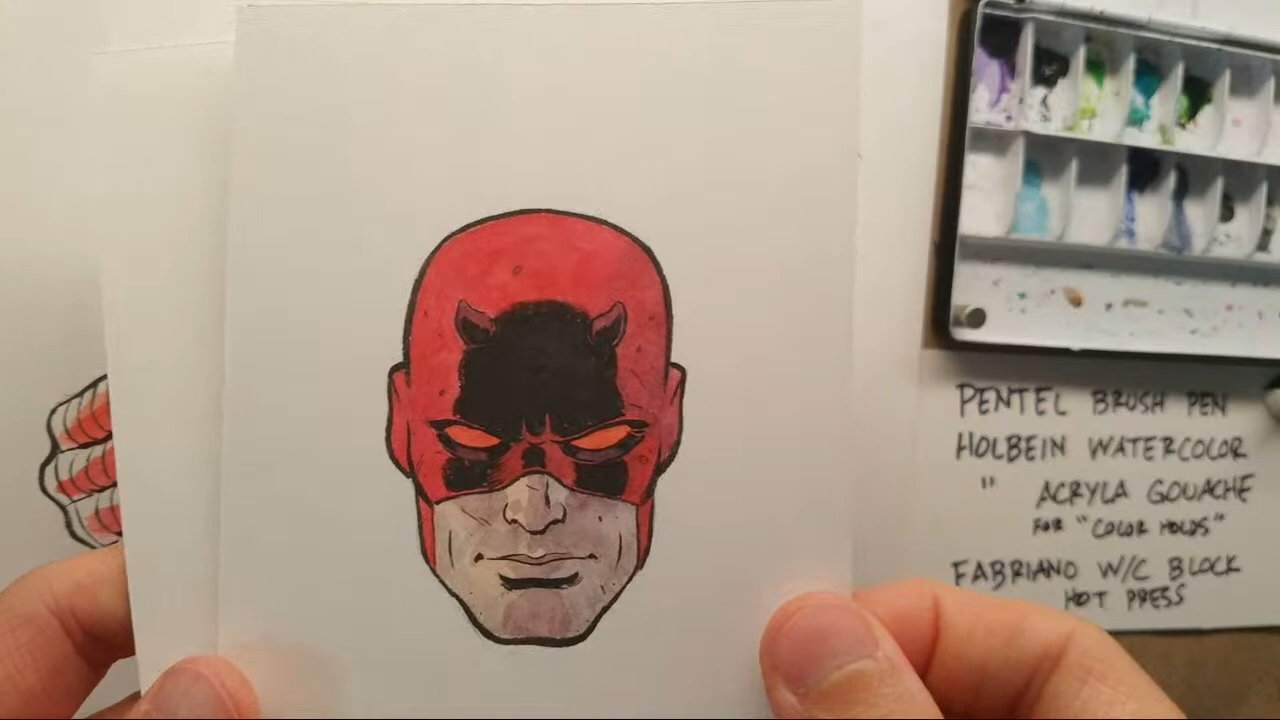 PENTEL BRUSH PEN
HOLBEIN WATERCOLOR
" ACRYLA GOUACHE
FOR "COLOR HOLDS"
FABRIANO W/C BLOCK
HOT PRESS